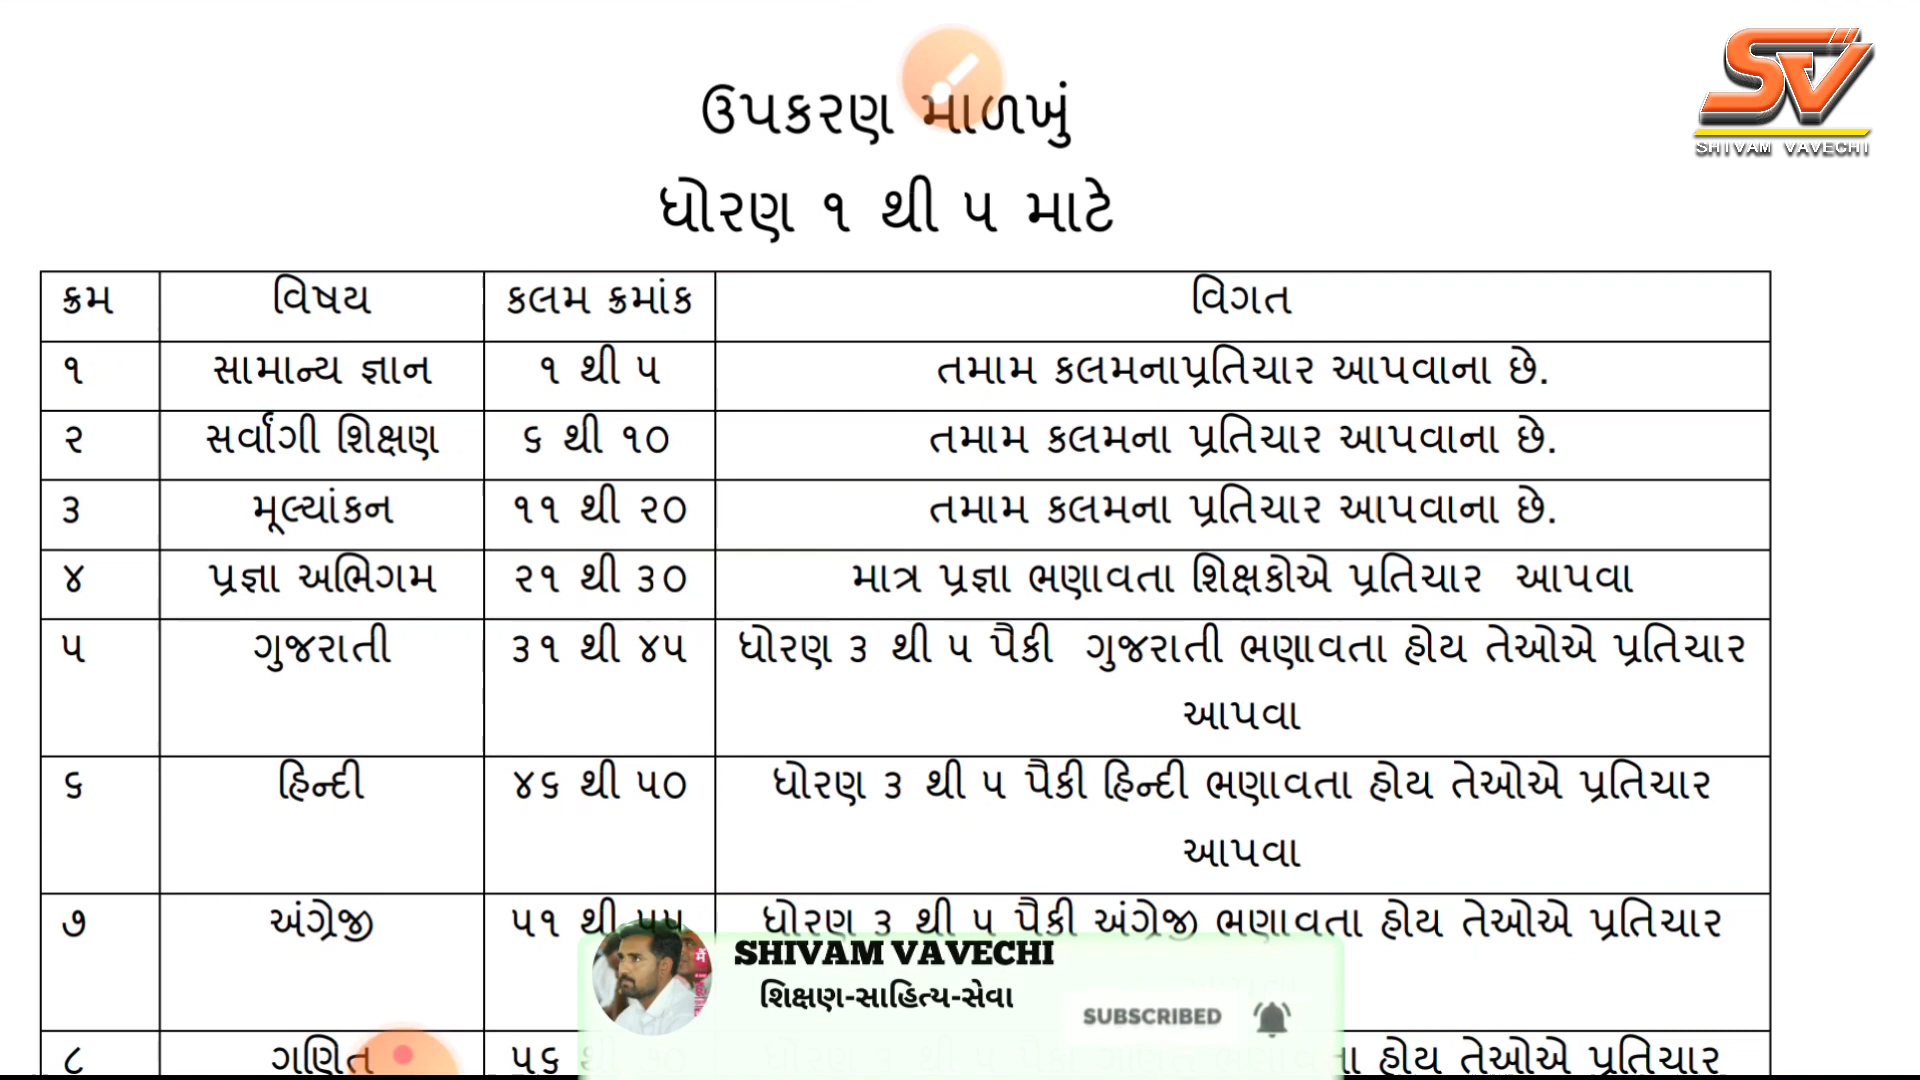 SV
SHIVAM VAVECHI
ઉપકરણ માળખું
ધોરણ ૧ થી ૫ માટે
ક્રમ વિષય કલમ ક્રમાંક વિગત
૧ સામાન્ય જ્ઞાન ૧ થી ૫ તમામ કલમનાપ્રતિચાર આપવાના છે.
૨ સર્વાંગી શિક્ષણ ૬ થી ૧૦ તમામ કલમના પ્રતિચાર આપવાના છે.
૩ મૂલ્યાંકન ૧૧ થી ૨૦ તમામ કલમના પ્રતિચાર આપવાના છે.
૪ પ્રજ્ઞા અભિગમ ૨૧ થી ૩૦ માત્ર પ્રજ્ઞા ભણાવતા શિક્ષકોએ પ્રતિચાર આપવા
૫ ગુજરાતી ૩૧ થી ૪૫ ધોરણ ૩ થી ૫ પૈકી ગુજરાતી ભણાવતા હોય તેઓએ પ્રતિચાર
આપવા
૬ હિન્દી ૪૬ થી ૫૦ ધોરણ ૩ થી ૫ પૈકી હિન્દી ભણાવતા હોય તેઓએ પ્રતિચાર
આપવા
૭ અંગ્રેજી ૫૧ થી ૫૫ ધોરણ ૩ થી ૫ પૈકી અંગ્રેજી ભણાવતા હોય તેઓએ પ્રતિચાર
SHIVAM VAVECHI
શિક્ષણ-સાહિત્ય-સેવા
SUBSCRIBED
૮ ગણિત ૫૬ હોય તેઓએ પ્રતિચાર